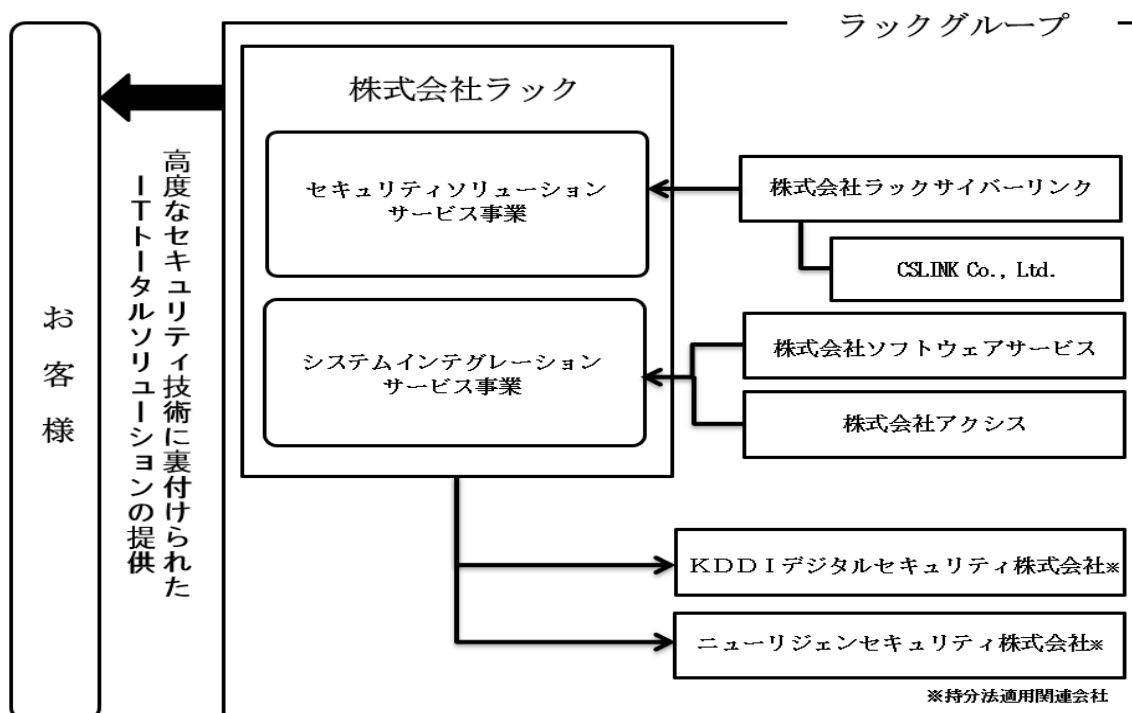 ラックグループ
株式会社ラック
セキュリティソリューション
サービス事業
システムインテグレーション
サービス事業
株式会社ラックサイバーリンク
CSLINK Co., Ltd.
株式会社ソフトウェアサービス
株式会社アクシス
KDDIデジタルセキュリティ株式会社※
ニューリジェンセキュリティ株式会社※
※持分法適用関連会社
高度なセキュリティ技術に裏付けられた
ITトータルソリューションの提供
お客様